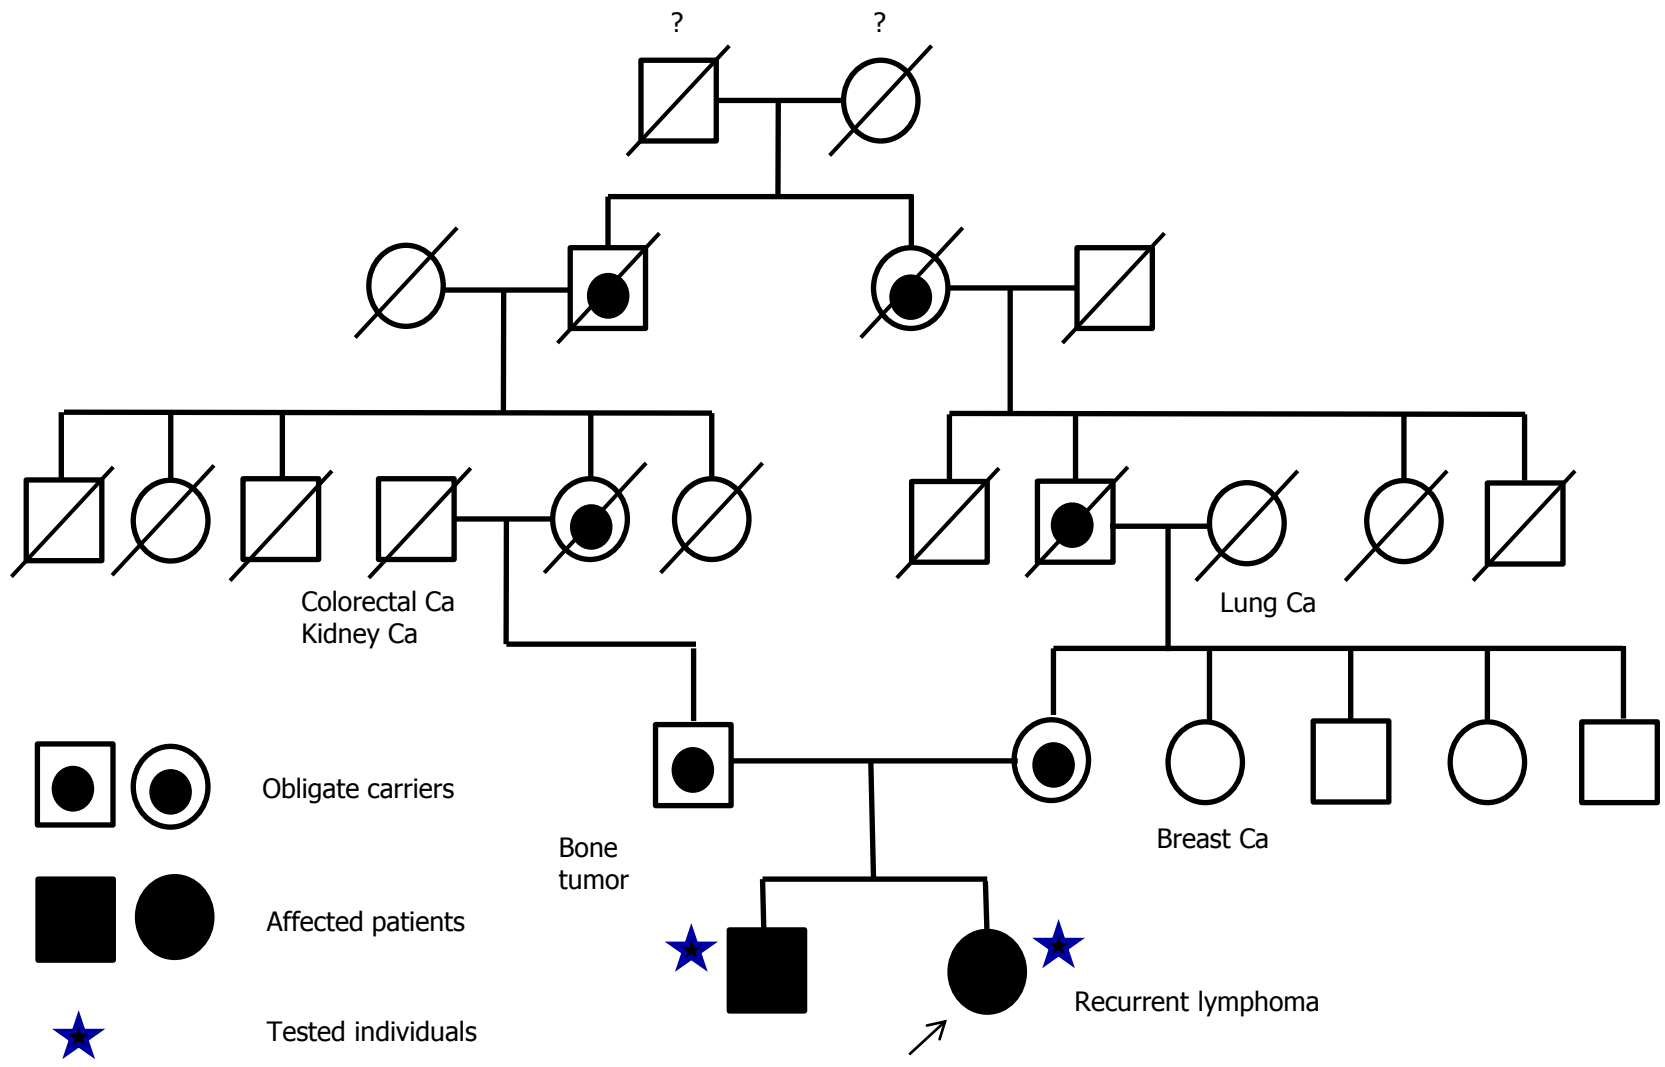 ? ?
Colorectal Ca
Kidney Ca
Lung Ca
Obligate carriers
Bone
tumor
Breast Ca
Affected patients
Recurrent lymphoma
Tested individuals